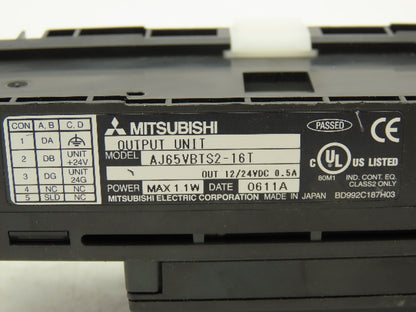 MITSUBISHI
OUTPUT UNIT
MODEL AJ65VBTS2-16T
OUT 12/24VDC 0.5A
POWER MAX 1.1W DATE 0611A
MITSUBISHI ELECTRIC CORPORATION MADE IN JAPAN BD992C187H03
CON A, B C, D
1 DA
2 DB UNIT +24V
3 DG UNIT 24G
4 NC NC
5 SLD NC
PASSED
CE
C UL US LISTED
80M1 IND. CONT. EQ.
CLASS2 ONLY